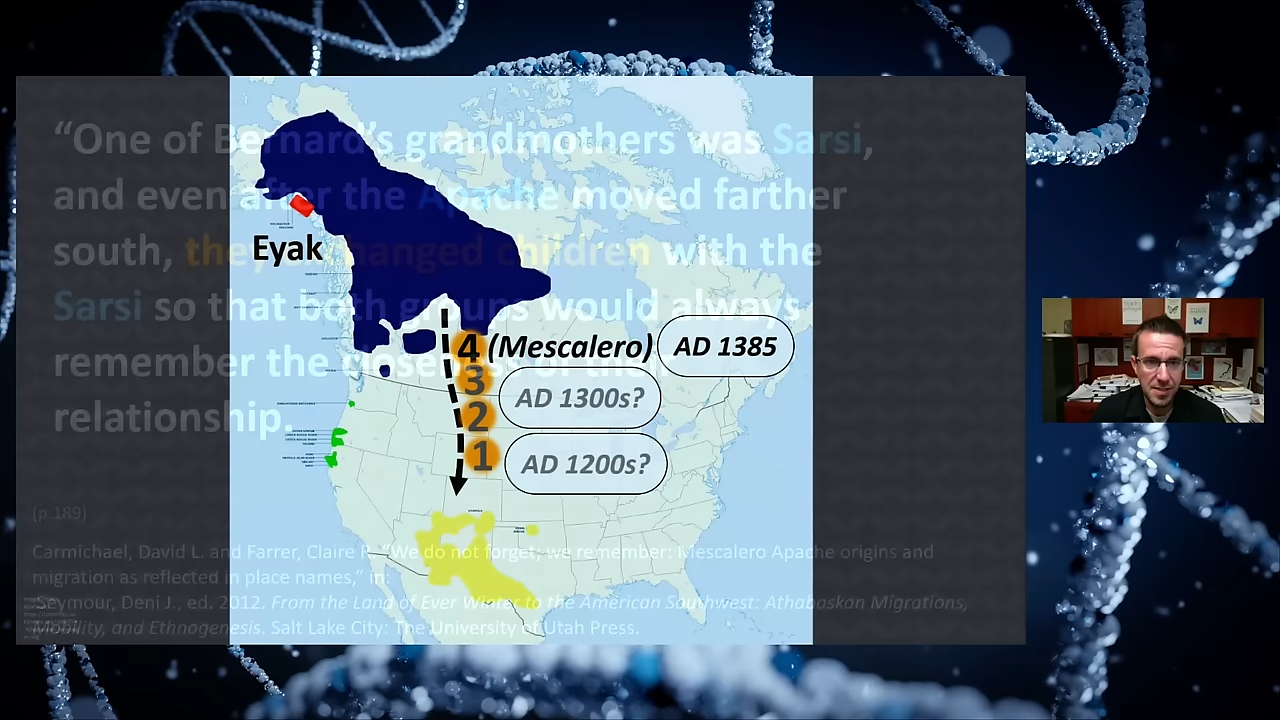 “One of Bernard’s grandmothers was Sarsi,
and even after the Apache moved farther
south, they exchanged children with the
Eyak
Sarsi so that both groups would always
4 (Mescalero) AD 1385
remember the closeness of their
3 AD 1300s?
2
relationship.
1 AD 1200s?
(p.189)
Carmichael, David L. and Farrer, Claire R. “We do not forget; we remember: Mescalero Apache origins and
migration as reflected in place names,” in:
Seymour, Deni J., ed. 2012. From the Land of Ever Winter to the American Southwest: Athabaskan Migrations,
Mobility, and Ethnogenesis. Salt Lake City: The University of Utah Press.